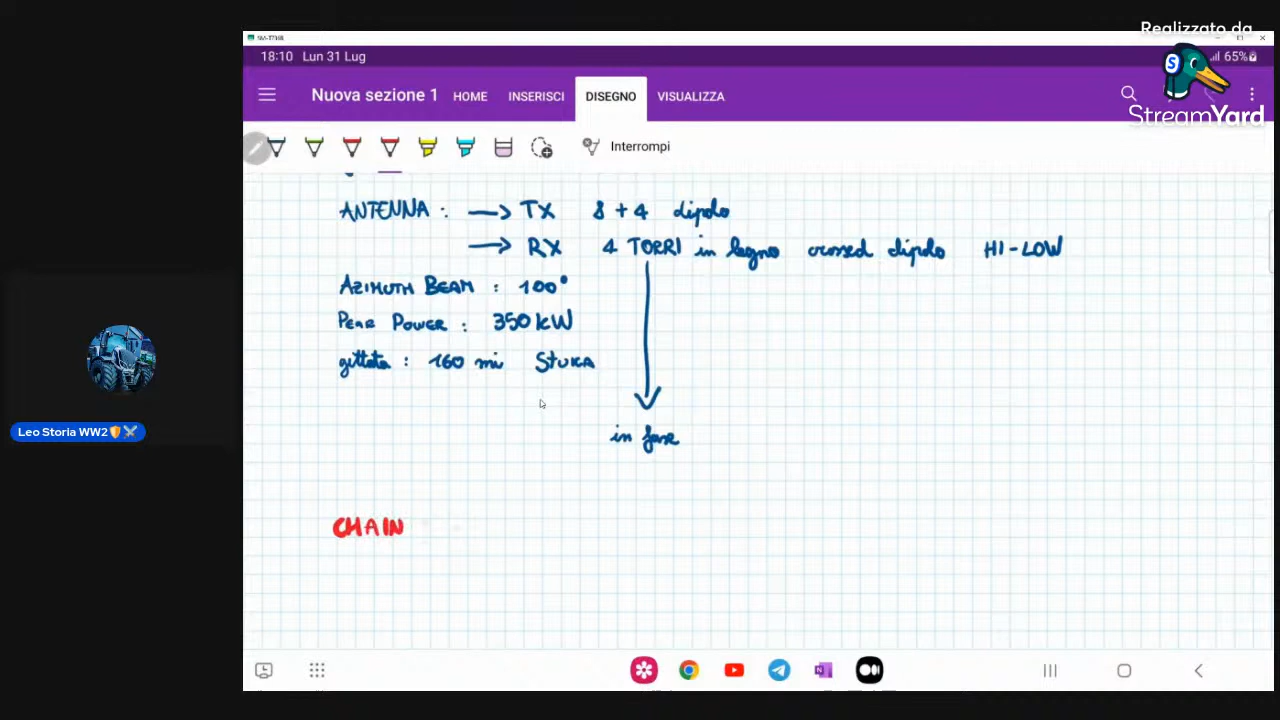 Realizzato da
StreamYard
18:10 Lun 31 Lug
65%
Nuova sezione 1 HOME INSERISCI DISEGNO VISUALIZZA
Interrompi
ANTENNA : → TX 8 + 4 dipolo
→ RX 4 TORRI in legno crossed dipolo HI-LOW
AZIMUTH BEAM : 100°
PEAK POWER : 350 kW
gittata : 160 mi STUKA
in fase
CHAIN
Leo Storia WW2